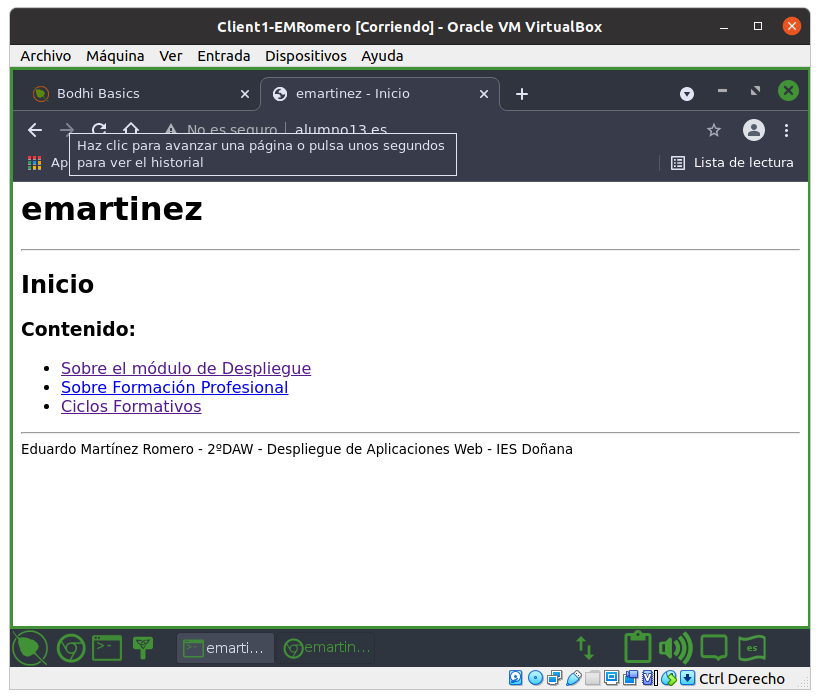 Client1-EMRomero [Corriendo] - Oracle VM VirtualBox
Archivo Máquina Ver Entrada Dispositivos Ayuda
Bodhi Basics
emartinez - Inicio
No es seguro
alumno13.es
Haz clic para avanzar una página o pulsa unos segundos
para ver el historial
Ap
Lista de lectura
emartinez
Inicio
Contenido:
Sobre el módulo de Despliegue
Sobre Formación Profesional
Ciclos Formativos
Eduardo Martínez Romero - 2ºDAW - Despliegue de Aplicaciones Web - IES Doñana
emarti...
emartin...
es
Ctrl Derecho